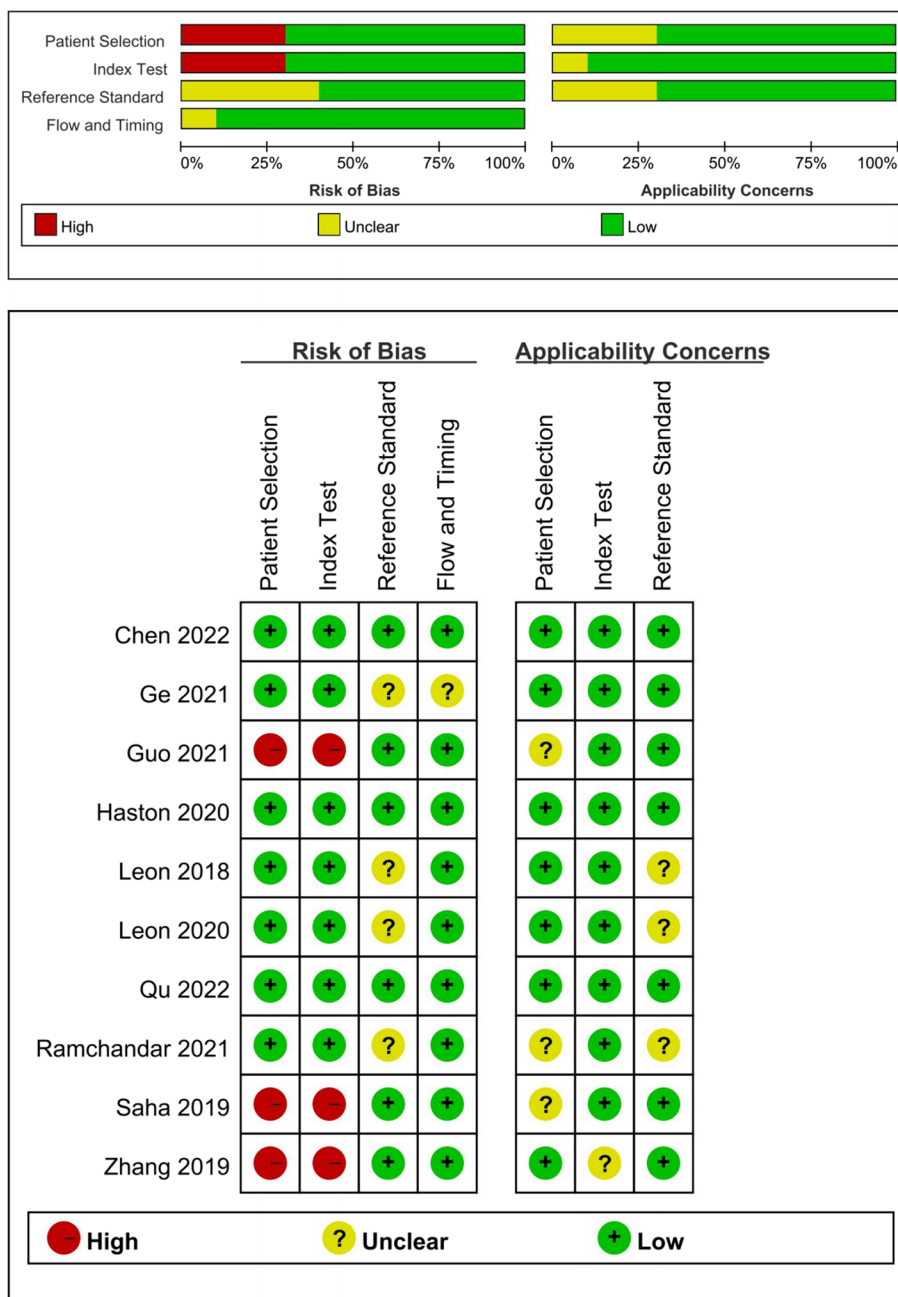 Patient Selection
Index Test
Reference Standard
Flow and Timing
0% 25% 50% 75% 100% 0% 25% 50% 75% 100%
Risk of Bias Applicability Concerns
High Unclear Low
Risk of Bias Applicability Concerns
Patient Selection Index Test Reference Standard Flow and Timing Patient Selection Index Test Reference Standard
Chen 2022 + + + + + + +
Ge 2021 + + ? ? + + +
Guo 2021 – – + + ? + +
Haston 2020 + + + + + + +
Leon 2018 + + ? + + + ?
Leon 2020 + + ? + + + ?
Qu 2022 + + + + + + +
Ramchandar 2021 + + ? + ? + ?
Saha 2019 – – + + ? + +
Zhang 2019 – – + + + ? +
– High ? Unclear + Low